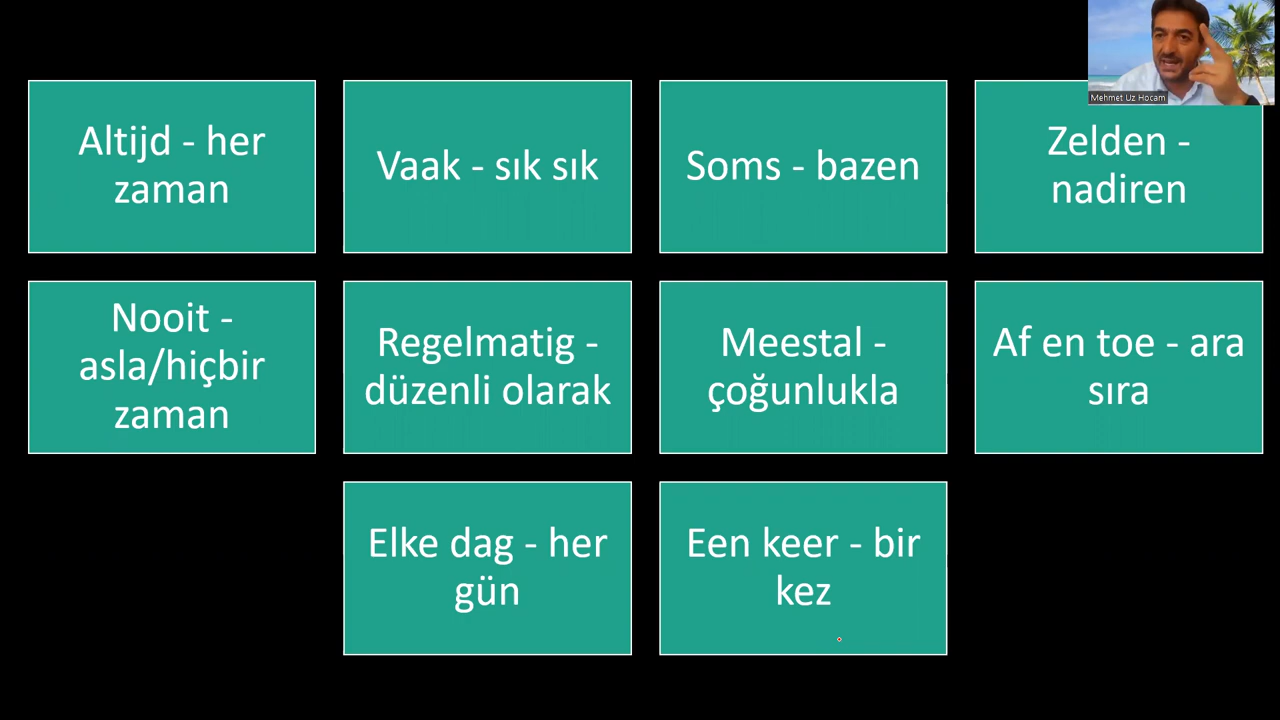 Mehmet Uz Hocam
Altijd - her
zaman
Vaak - sık sık
Soms - bazen
Zelden -
nadiren
Nooit -
asla/hiçbir
zaman
Regelmatig -
düzenli olarak
Meestal -
çoğunlukla
Af en toe - ara
sıra
Elke dag - her
gün
Een keer - bir
kez